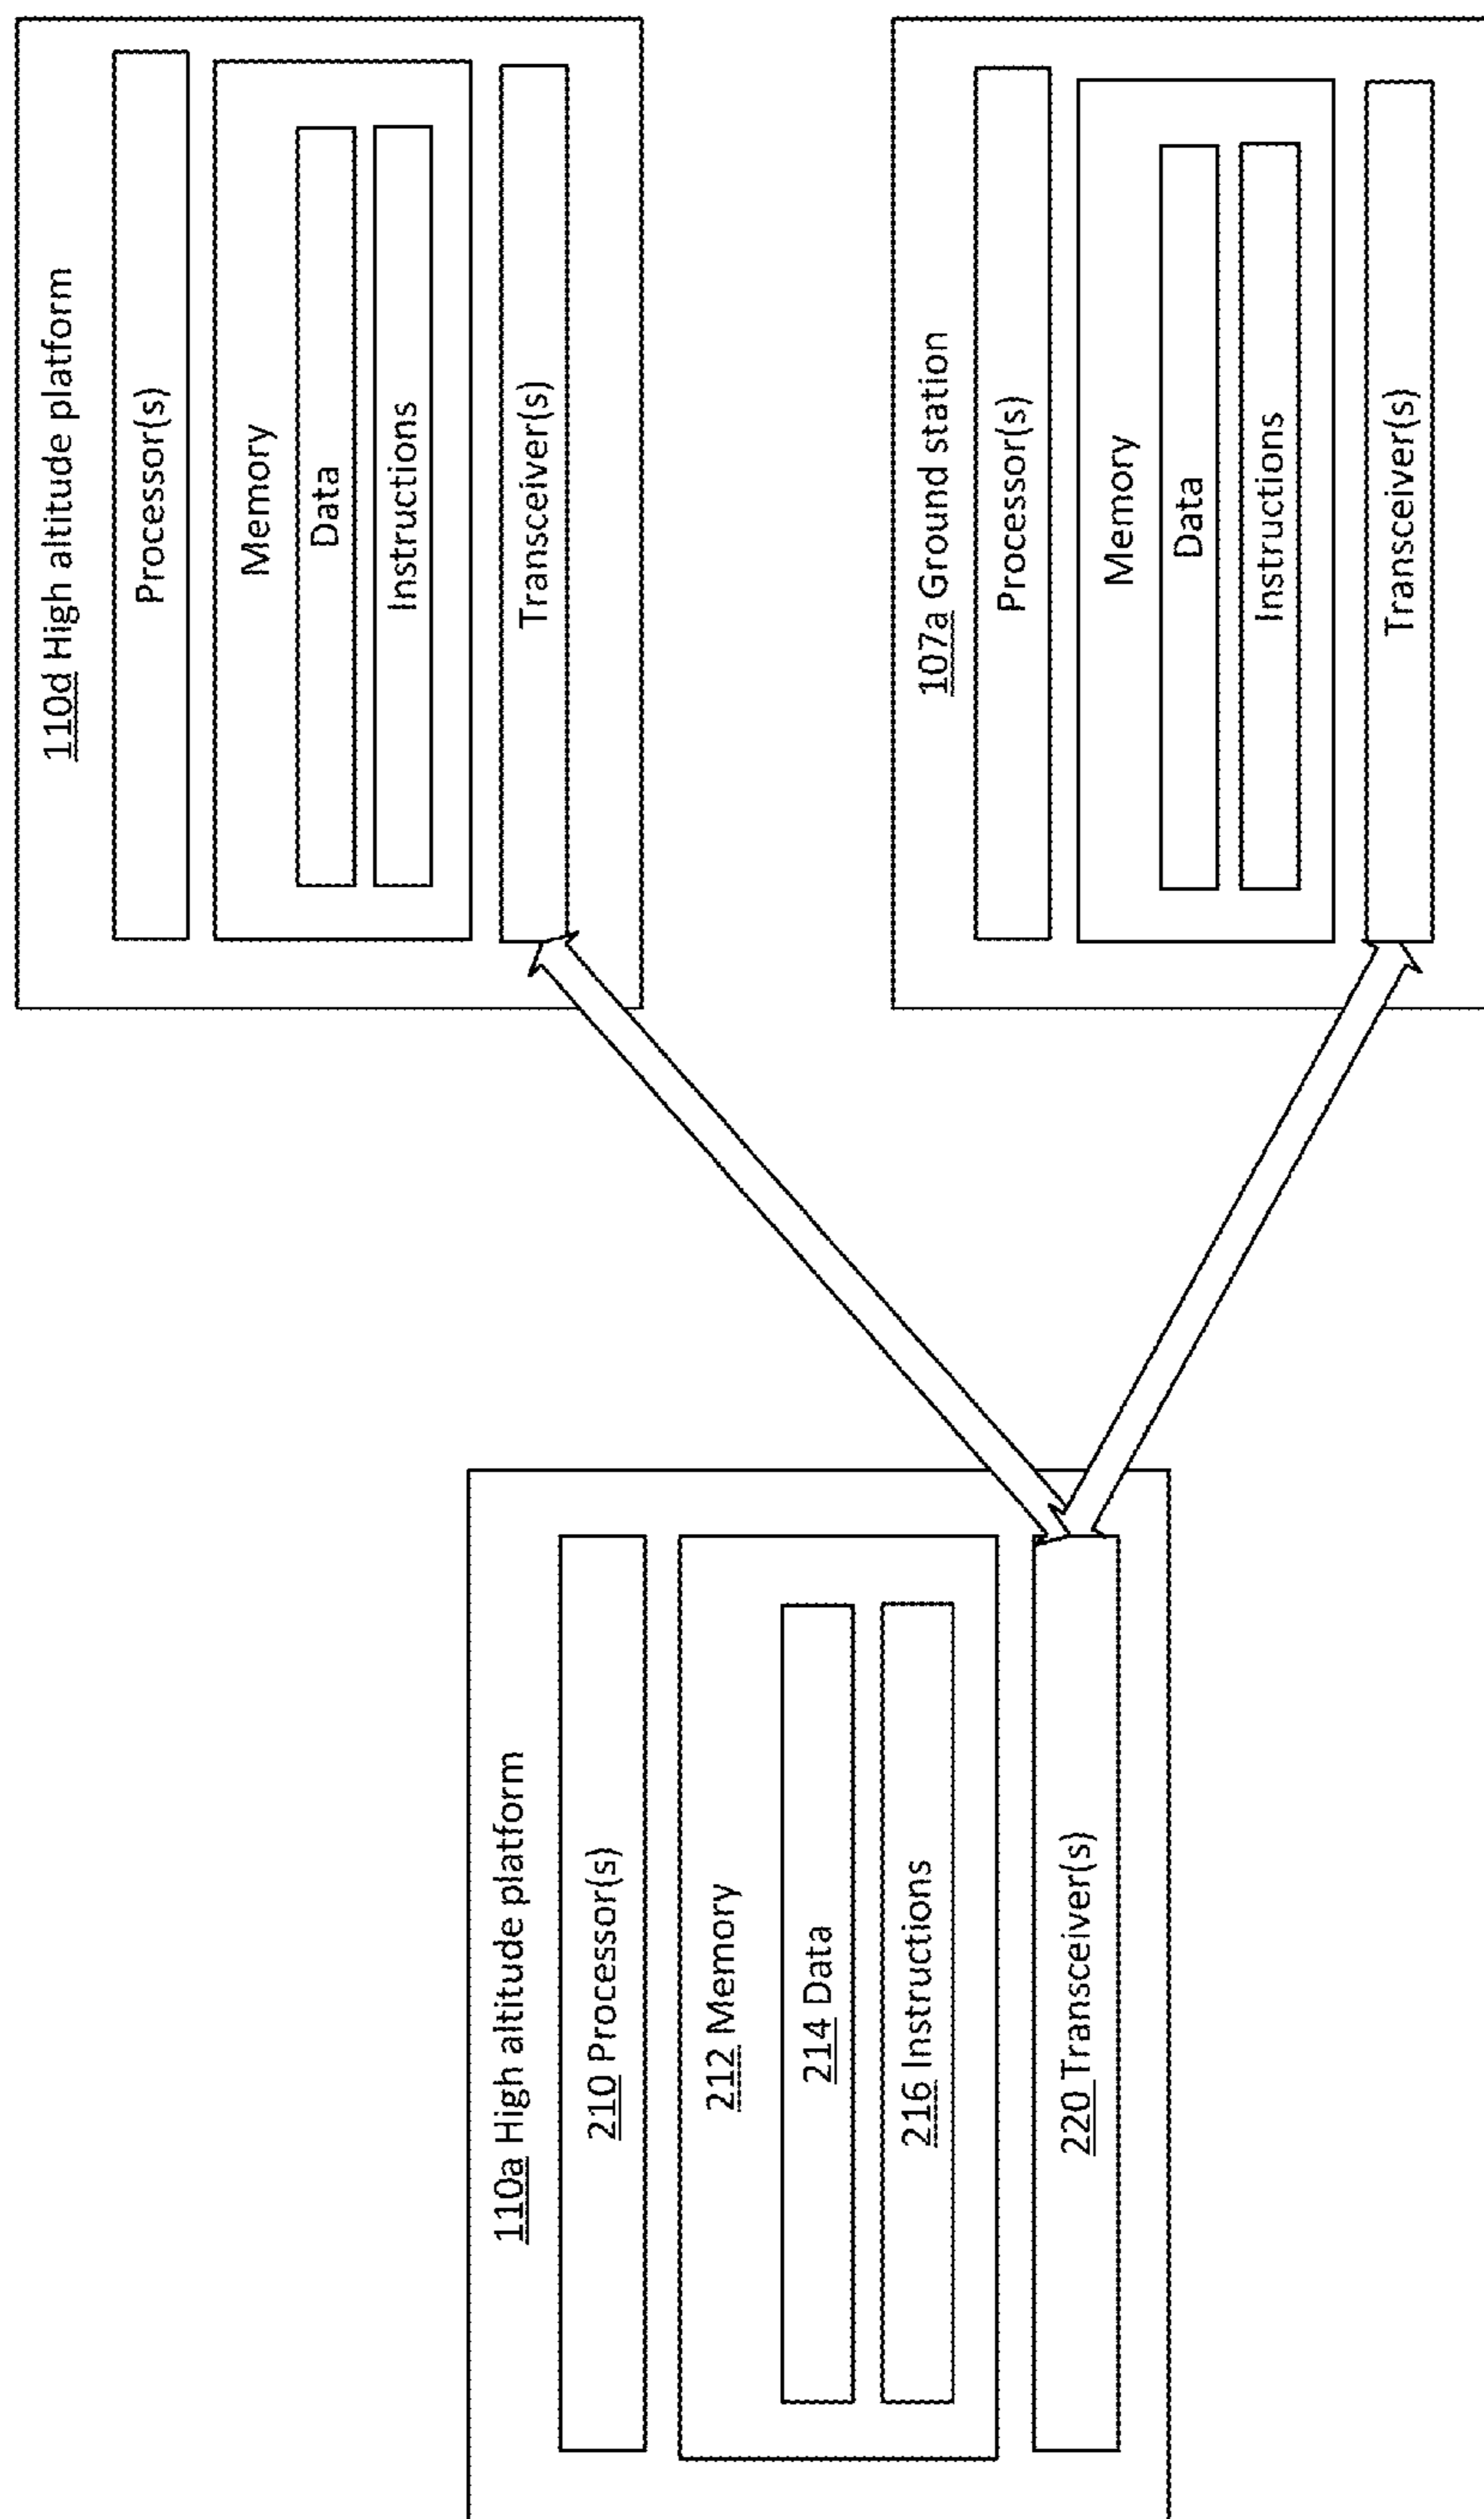 110a High altitude platform
210 Processor(s)
212 Memory
214 Data
216 Instructions
220 Transceiver(s)
110d High altitude platform
Processor(s)
Memory
Data
Instructions
Transceiver(s)
107a Ground station
Processor(s)
Memory
Data
Instructions
Transceiver(s)